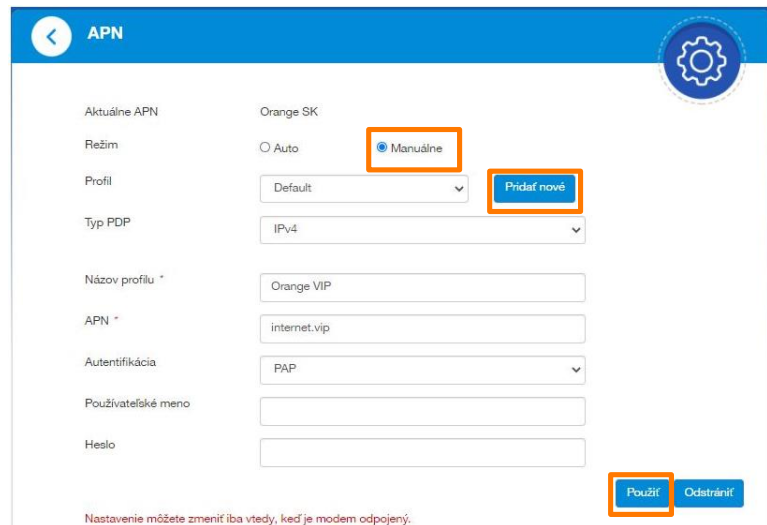 APN
Aktuálne APN Orange SK
Režim Auto Manuálne
Profil Default Pridať nové
Typ PDP IPv4
Názov profilu * Orange VIP
APN * internet.vip
Autentifikácia PAP
Používateľské meno
Heslo
Použiť Odstrániť
Nastavenie môžete zmeniť iba vtedy, keď je modem odpojený.